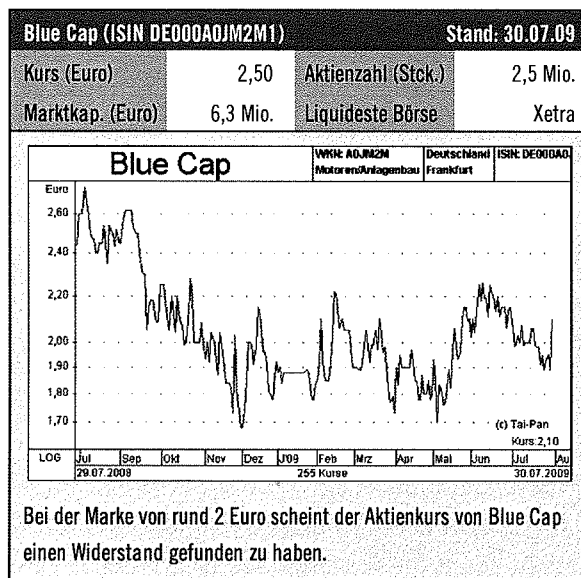 Blue Cap (ISIN DE000A0JM2M1) Stand: 30.07.09
Kurs (Euro) 2,50 Aktienzahl (Stck.) 2,5 Mio.
Marktkap. (Euro) 6,3 Mio. Liquideste Börse Xetra
Blue Cap
WKN: A0JM2M Deutschland ISIN: DE000A0J
Motoren/Anlagenbau Frankfurt
Euro
2,60
2,40
2,20
2,00
1,90
1,80
1,70
(c) Tai-Pan
Kurs:2,10
LOG Jul Sep Okt Nov Dez J'09 Feb Mrz Apr Mai Jun Jul Au
29.07.2008 255 Kurse 30.07.2009
Bei der Marke von rund 2 Euro scheint der Aktienkurs von Blue Cap
einen Widerstand gefunden zu haben.